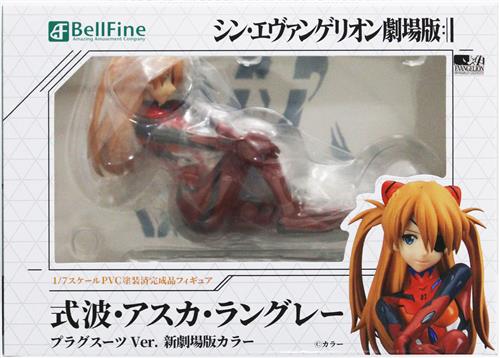 BellFine
Amazing Amusement Company
シン・エヴァンゲリオン劇場版:||
EVANGELION
1/7スケールPVC塗装済完成品フィギュア
式波・アスカ・ラングレー
プラグスーツ Ver. 新劇場版カラー
©カラー